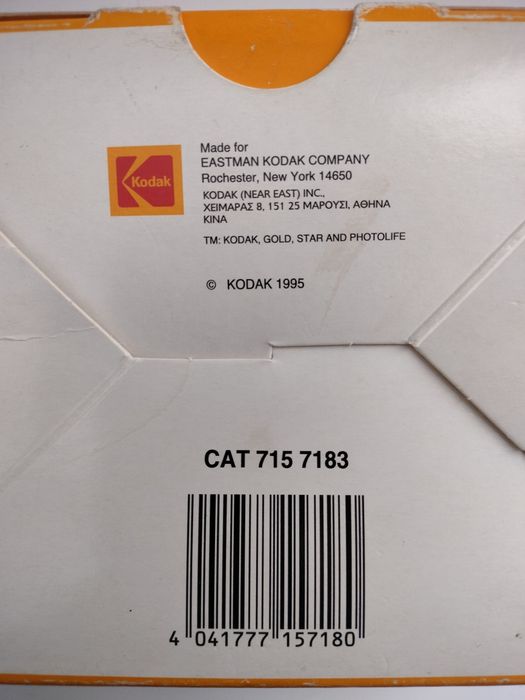 Kodak
Made for
EASTMAN KODAK COMPANY
Rochester, New York 14650
KODAK (NEAR EAST) INC.,
ΧΕΙΜΑΡΑΣ 8, 151 25 ΜΑΡΟΥΣΙ, ΑΘΗΝΑ
ΚΙΝΑ
TM: KODAK, GOLD, STAR AND PHOTOLIFE
© KODAK 1995
CAT 715 7183
4 041777 157180